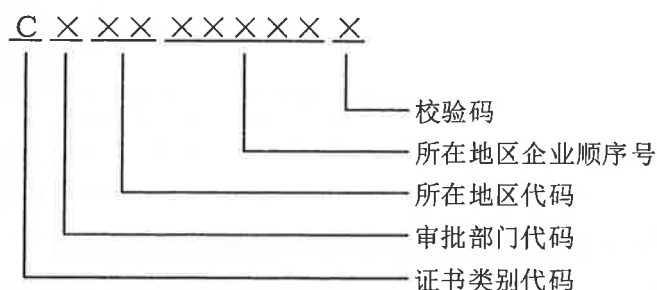 C × ×× ××××× ×
校验码
所在地区企业顺序号
所在地区代码
审批部门代码
证书类别代码